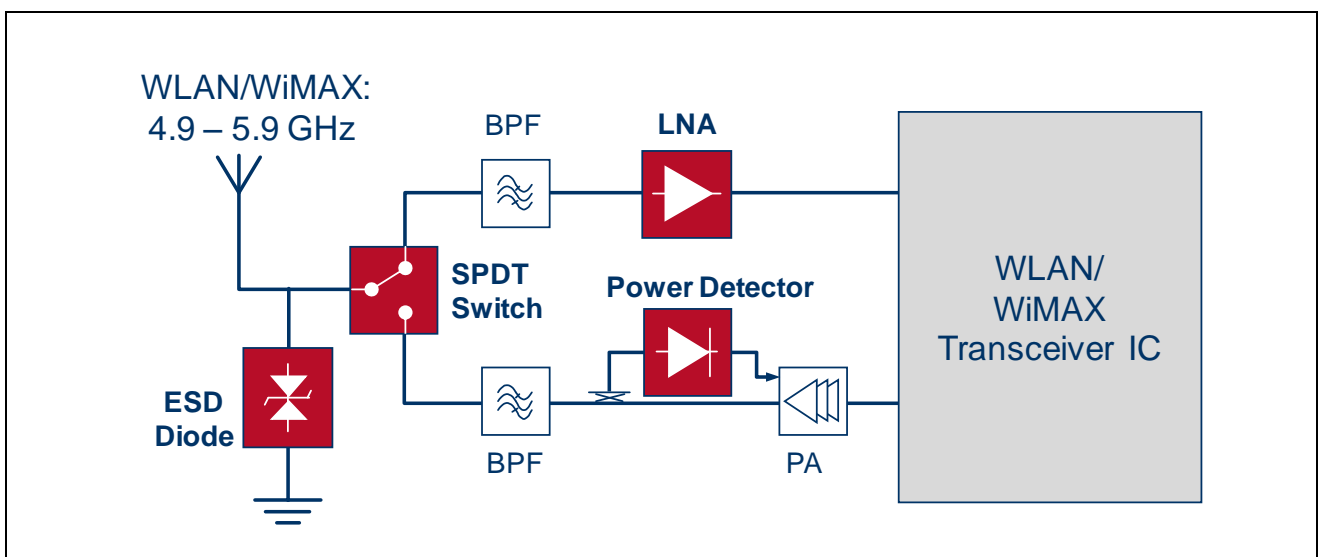 WLAN/WiMAX:
4.9 – 5.9 GHz
BPF
LNA
SPDT
Switch
Power Detector
WLAN/
WiMAX
Transceiver IC
ESD
Diode
BPF
PA